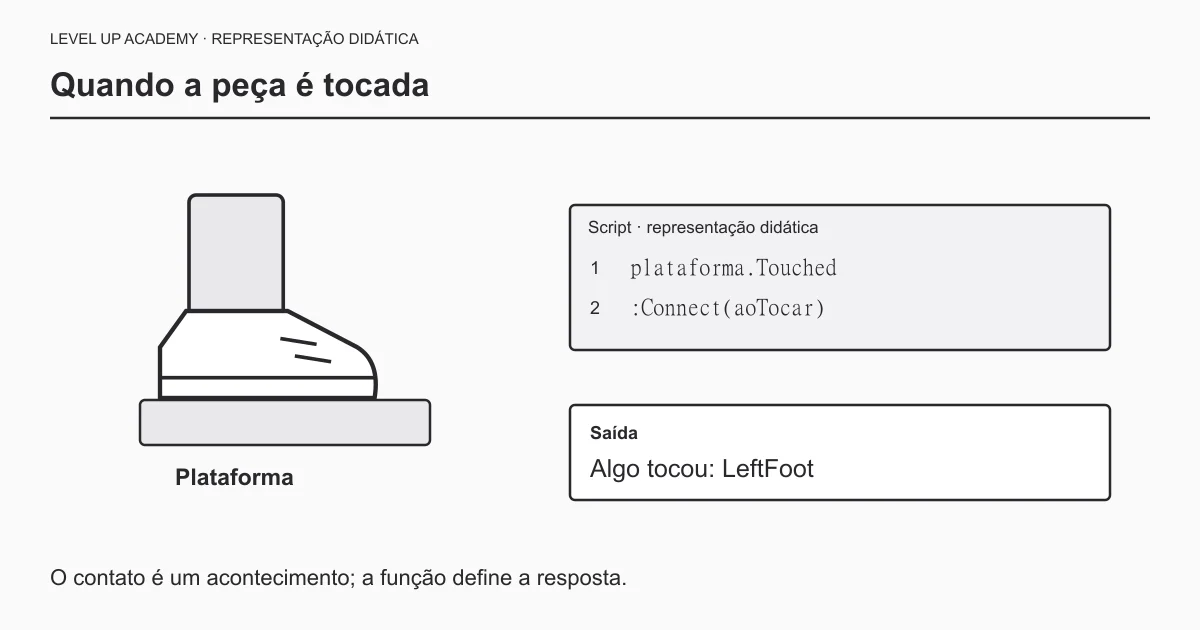 LEVEL UP ACADEMY · REPRESENTAÇÃO DIDÁTICA
Quando a peça é tocada
Plataforma
Script · representação didática
1 plataforma.Touched
2 :Connect(aoTocar)
Saída
Algo tocou: LeftFoot
O contato é um acontecimento; a função define a resposta.